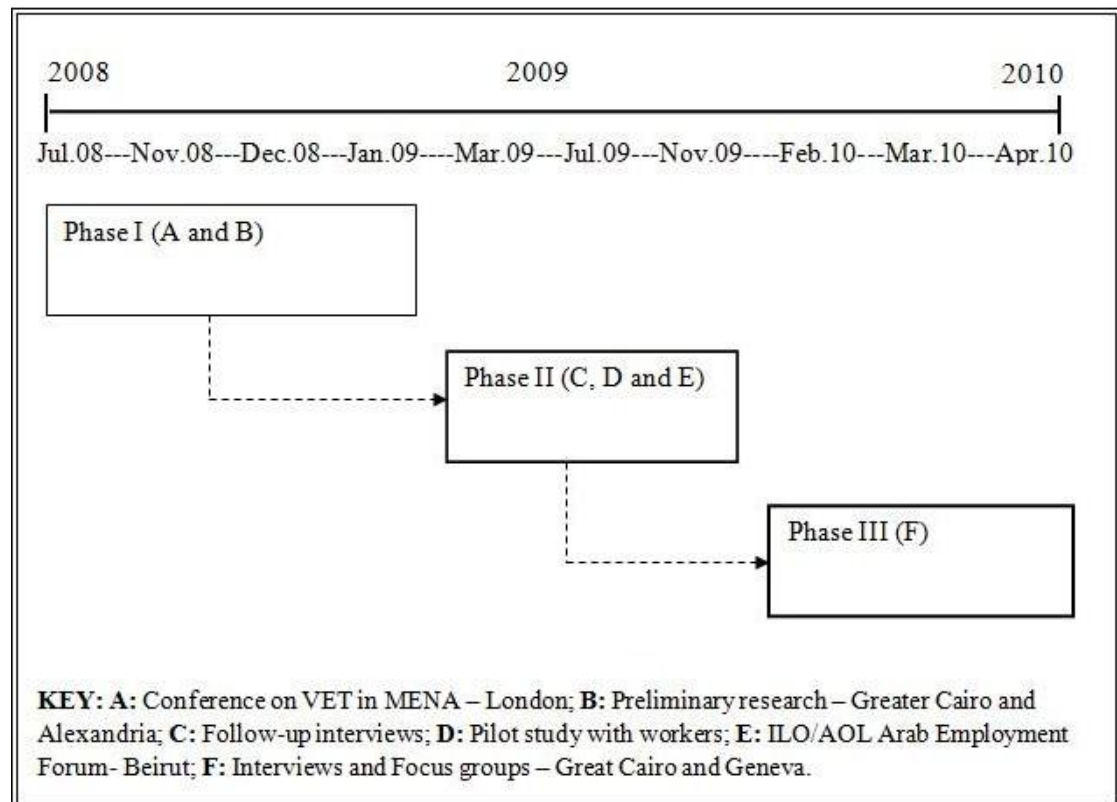 2008 2009 2010
Jul.08---Nov.08---Dec.08---Jan.09----Mar.09---Jul.09---Nov.09----Feb.10---Mar.10---Apr.10
Phase I (A and B)
Phase II (C, D and E)
Phase III (F)
KEY: A: Conference on VET in MENA – London; B: Preliminary research – Greater Cairo and
Alexandria; C: Follow-up interviews; D: Pilot study with workers; E: ILO/AOL Arab Employment
Forum- Beirut; F: Interviews and Focus groups – Great Cairo and Geneva.